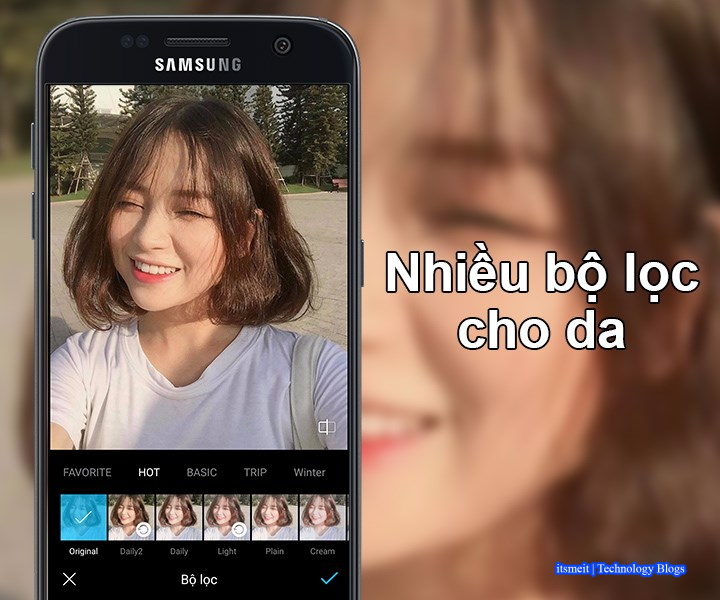 SAMSUNG
FAVORITE HOT BASIC TRIP Winter
Original Daily2 Daily Light Plain Cream
Bộ lọc
Nhiều bộ lọc
cho da
itsmeit | Technology Blogs